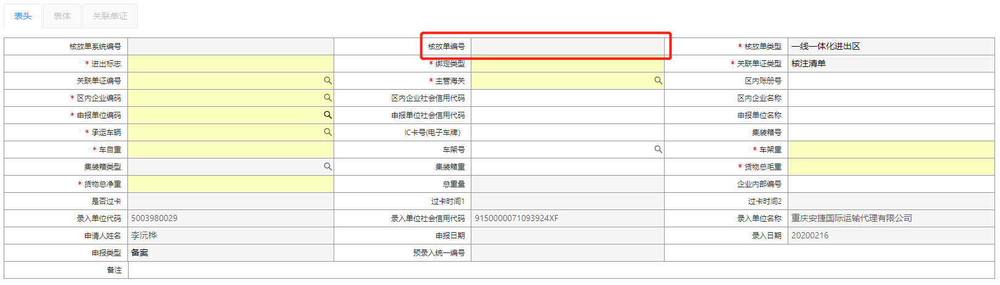 表头 表体 关联单证
核放单系统编号 核放单编号 * 核放单类型 一线一体化进出区
* 进出标志 * 绑定类型 * 关联单证类型 核注清单
关联单证编号 * 主管海关 区内账册号
* 区内企业编码 区内企业社会信用代码 区内企业名称
* 申报单位编码 申报单位社会信用代码 申报单位名称
* 承运车辆 IC卡号(电子车牌) 集装箱号
* 车自重 车架号 * 车架重
集装箱类型 集装箱重 * 货物总毛重
* 货物总净重 总重量 企业内部编号
是否过卡 过卡时间1 过卡时间2
录入单位代码 5003980029 录入单位社会信用代码 9150000071093924XF 录入单位名称 重庆安捷国际运输代理有限公司
申请人姓名 李沅桦 申报日期 录入日期 20200216
申报类型 备案 预录入统一编号
备注